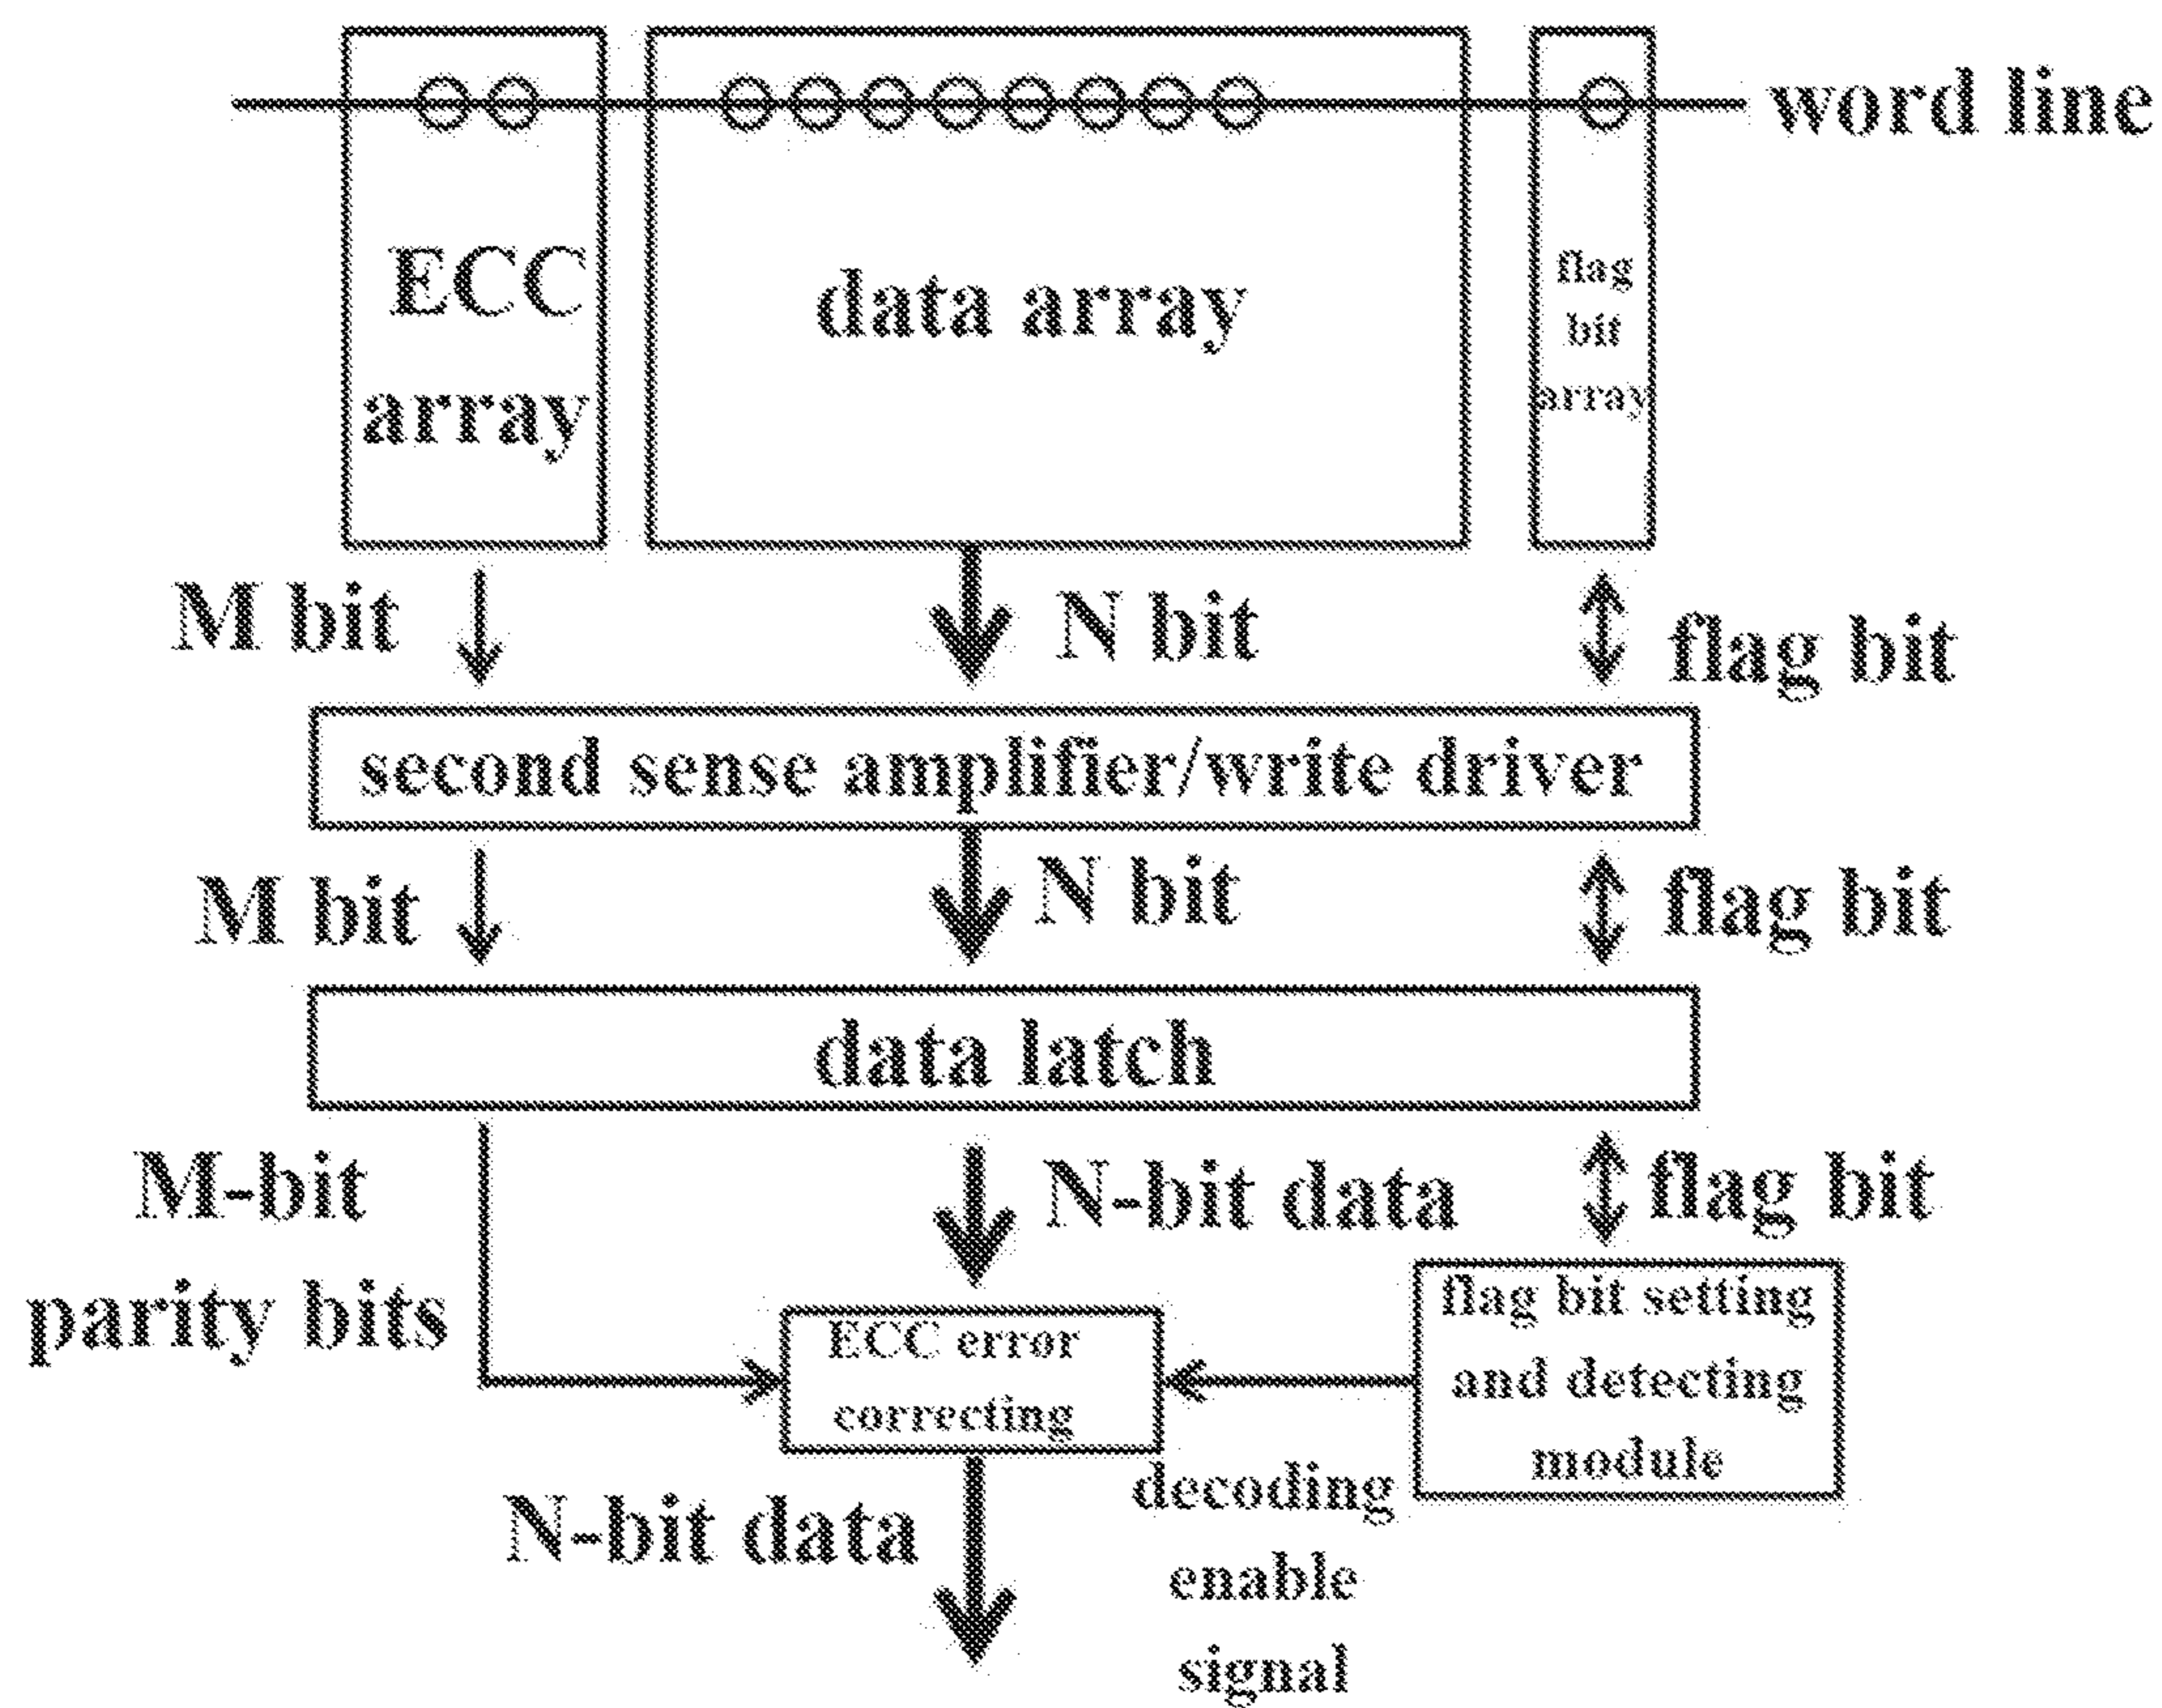 word line
ECC
array
data array
flag
bit
array
M bit
N bit
flag bit
second sense amplifier/write driver
M bit
N bit
flag bit
data latch
M-bit
parity bits
N-bit data
flag bit
ECC error
correcting
flag bit setting
and detecting
module
N-bit data
decoding
enable
signal